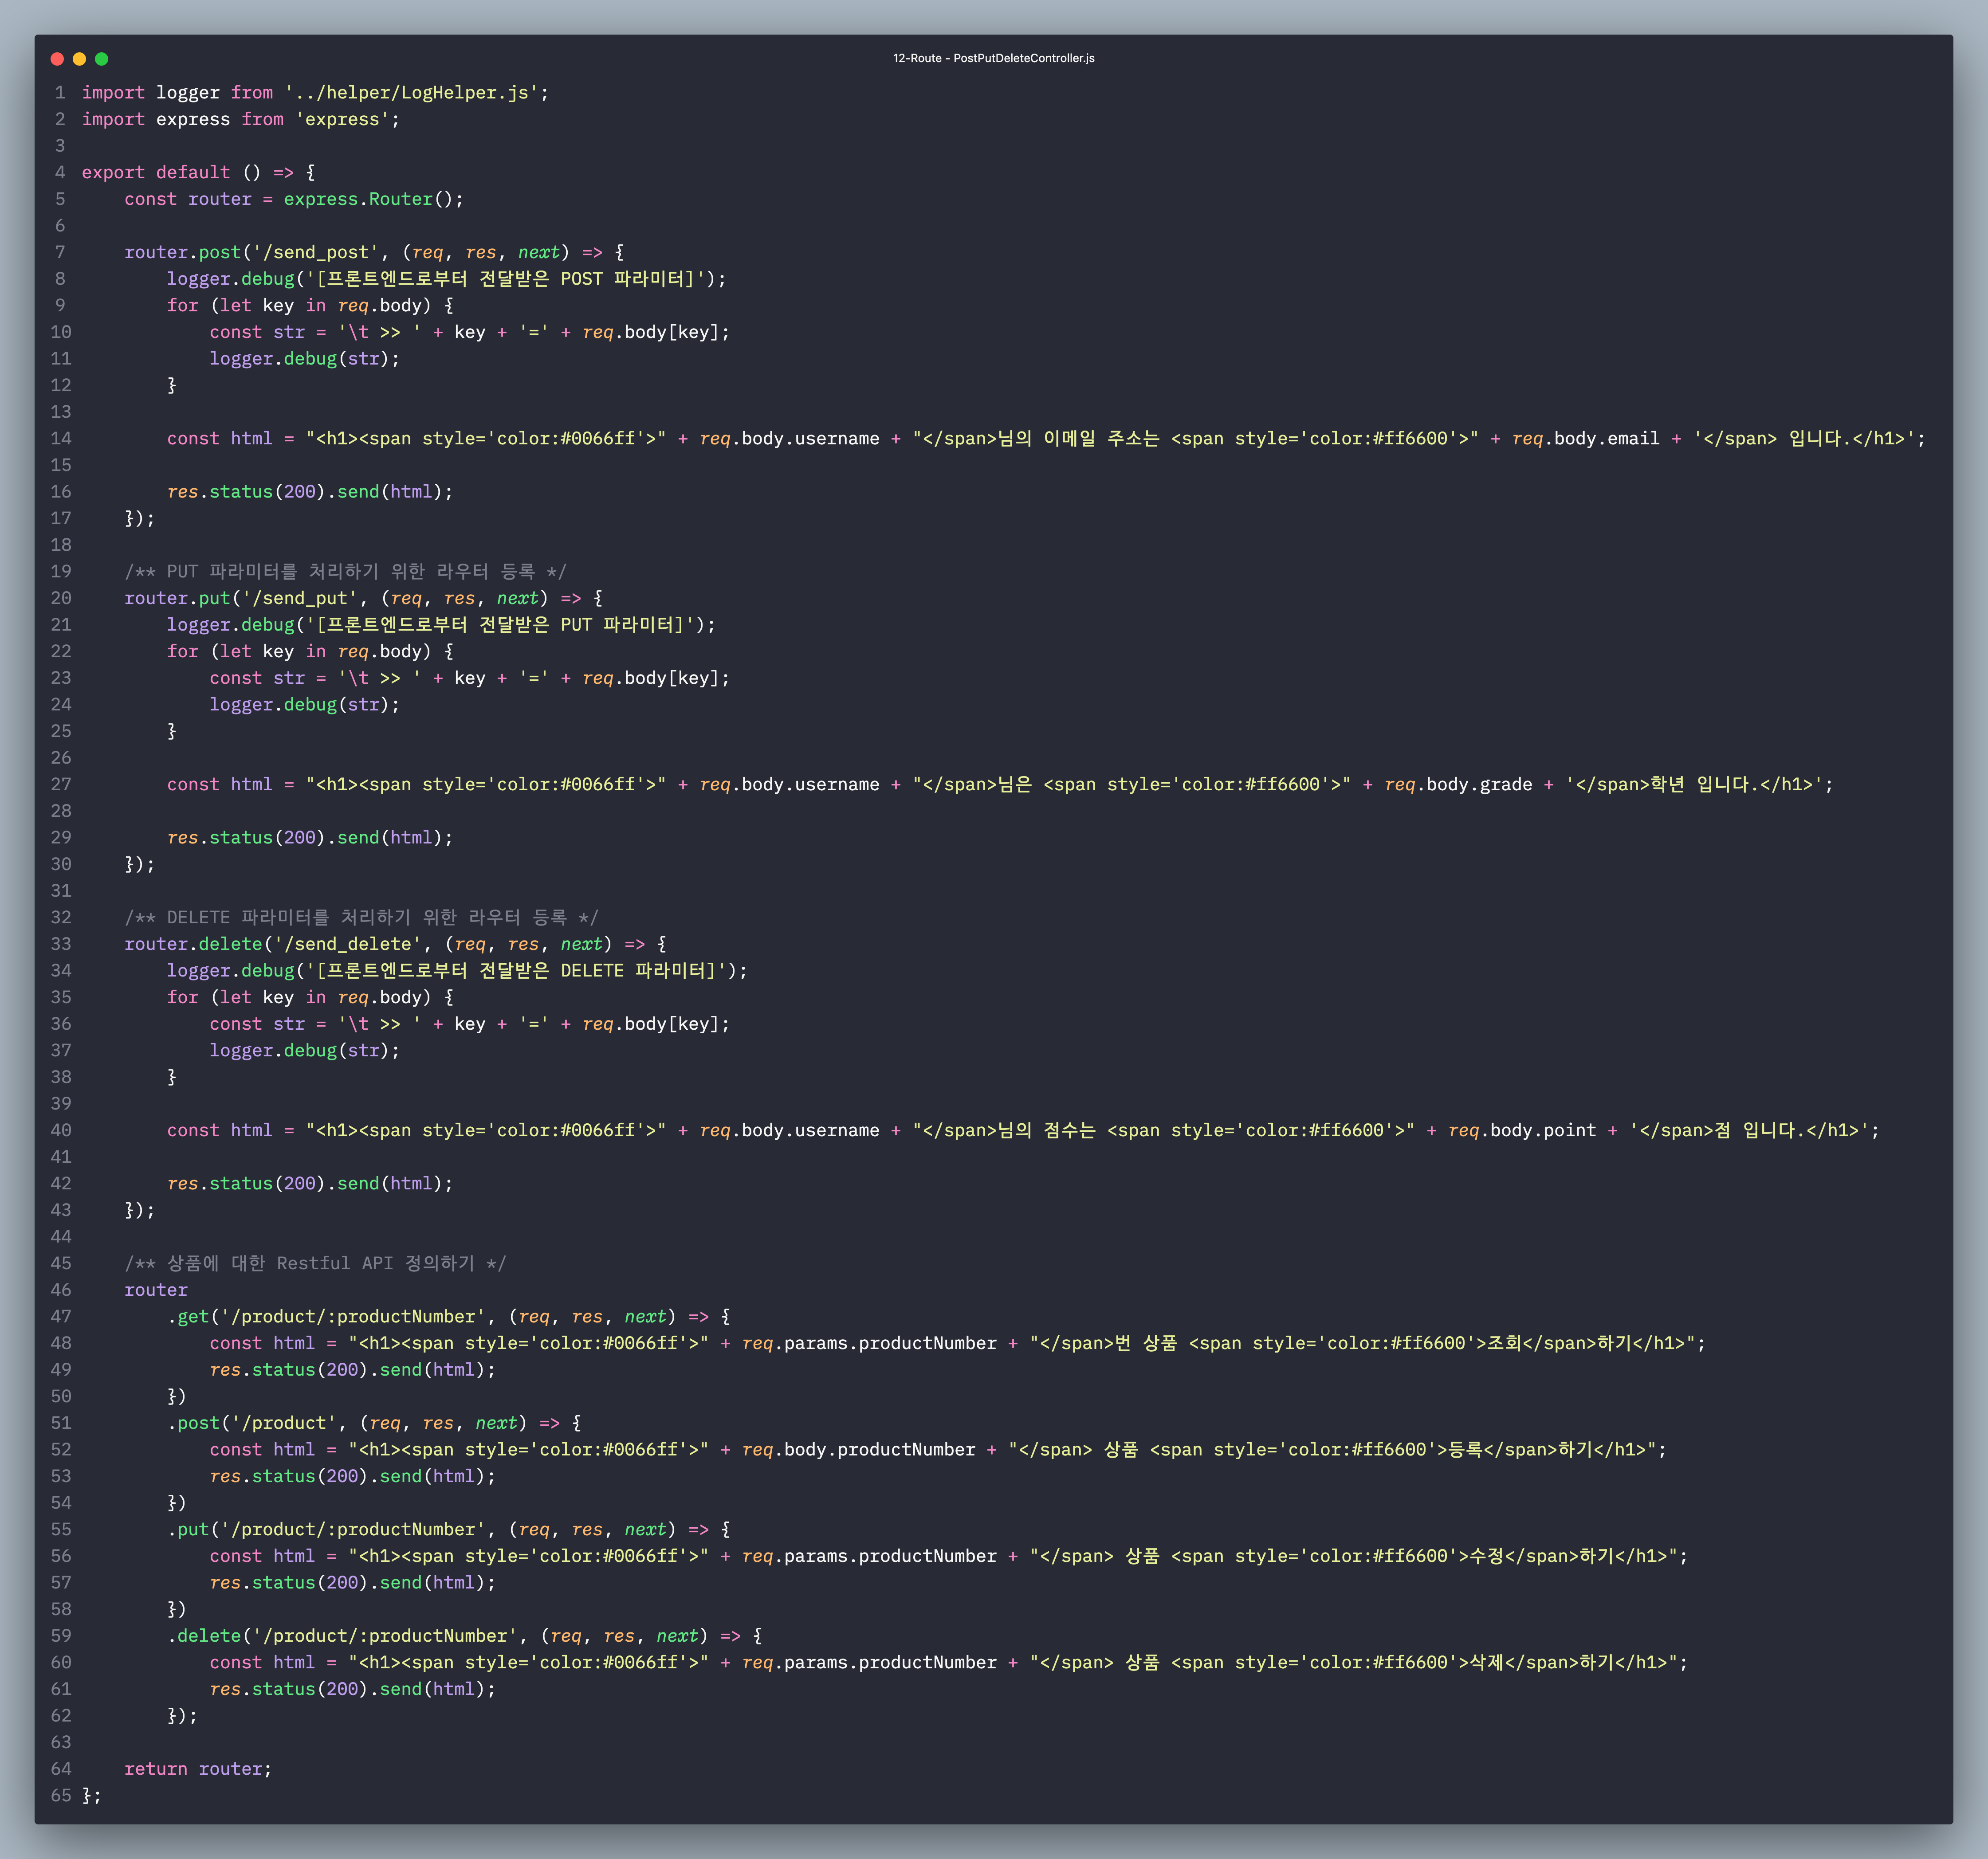 12-Route - PostPutDeleteController.js
1 import logger from '../helper/LogHelper.js';
2 import express from 'express';
3
4 export default () => {
5     const router = express.Router();
6
7     router.post('/send_post', (req, res, next) => {
8         logger.debug('[프론트엔드로부터 전달받은 POST 파라미터]');
9         for (let key in req.body) {
10             const str = '\t >> ' + key + '=' + req.body[key];
11             logger.debug(str);
12         }
13
14         const html = "<h1><span style='color:#0066ff'>" + req.body.username + "</span>님의 이메일 주소는 <span style='color:#ff6600'>" + req.body.email + '</span> 입니다.</h1>';
15
16         res.status(200).send(html);
17     });
18
19     /** PUT 파라미터를 처리하기 위한 라우터 등록 */
20     router.put('/send_put', (req, res, next) => {
21         logger.debug('[프론트엔드로부터 전달받은 PUT 파라미터]');
22         for (let key in req.body) {
23             const str = '\t >> ' + key + '=' + req.body[key];
24             logger.debug(str);
25         }
26
27         const html = "<h1><span style='color:#0066ff'>" + req.body.username + "</span>님은 <span style='color:#ff6600'>" + req.body.grade + '</span>학년 입니다.</h1>';
28
29         res.status(200).send(html);
30     });
31
32     /** DELETE 파라미터를 처리하기 위한 라우터 등록 */
33     router.delete('/send_delete', (req, res, next) => {
34         logger.debug('[프론트엔드로부터 전달받은 DELETE 파라미터]');
35         for (let key in req.body) {
36             const str = '\t >> ' + key + '=' + req.body[key];
37             logger.debug(str);
38         }
39
40         const html = "<h1><span style='color:#0066ff'>" + req.body.username + "</span>님의 점수는 <span style='color:#ff6600'>" + req.body.point + '</span>점 입니다.</h1>';
41
42         res.status(200).send(html);
43     });
44
45     /** 상품에 대한 Restful API 정의하기 */
46     router
47         .get('/product/:productNumber', (req, res, next) => {
48             const html = "<h1><span style='color:#0066ff'>" + req.params.productNumber + "</span>번 상품 <span style='color:#ff6600'>조회</span>하기</h1>";
49             res.status(200).send(html);
50         })
51         .post('/product', (req, res, next) => {
52             const html = "<h1><span style='color:#0066ff'>" + req.body.productNumber + "</span> 상품 <span style='color:#ff6600'>등록</span>하기</h1>";
53             res.status(200).send(html);
54         })
55         .put('/product/:productNumber', (req, res, next) => {
56             const html = "<h1><span style='color:#0066ff'>" + req.params.productNumber + "</span> 상품 <span style='color:#ff6600'>수정</span>하기</h1>";
57             res.status(200).send(html);
58         })
59         .delete('/product/:productNumber', (req, res, next) => {
60             const html = "<h1><span style='color:#0066ff'>" + req.params.productNumber + "</span> 상품 <span style='color:#ff6600'>삭제</span>하기</h1>";
61             res.status(200).send(html);
62         });
63
64     return router;
65 };